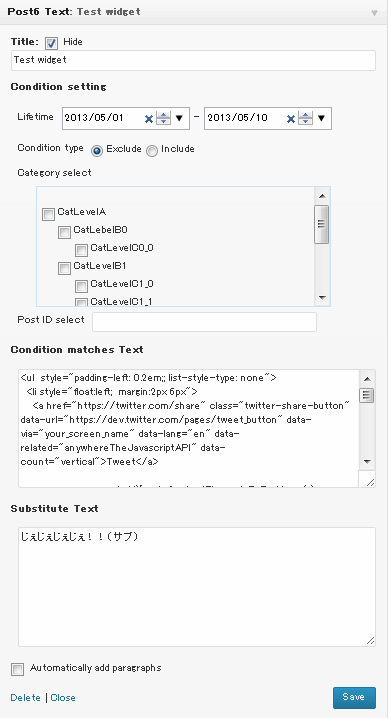 Post6 Text: Test widget
Title: Hide
Test widget
Condition setting
Lifetime 2013/05/01 - 2013/05/10
Condition type Exclude Include
Category select
CatLevelA
CatLebelB0
CatLevelC0_0
CatLevelB1
CatLevelC1_0
CatLevelC1_1
Post ID select
Condition matches Text
<ul style="padding-left: 0.2em;; list-style-type: none">
<li style="float:left; margin:2px 6px">
<a href="https://twitter.com/share" class="twitter-share-button"
data-url="https://dev.twitter.com/pages/tweet_button" data-
via="your_screen_name" data-lang="en" data-
related="anywhereTheJavascriptAPI" data-
count="vertical">Tweet</a>
Substitute Text
じぇじぇじぇじぇ！！（サブ）
Automatically add paragraphs
Delete | Close Save